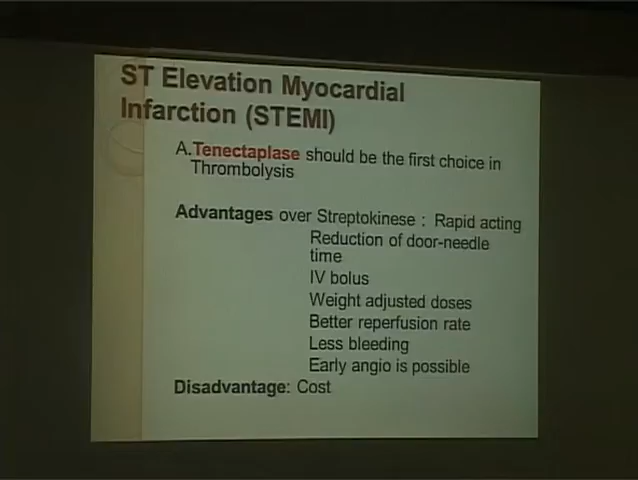 ST Elevation Myocardial
Infarction (STEMI)
A.Tenectaplase should be the first choice in
Thrombolysis
Advantages over Streptokinese : Rapid acting
Reduction of door-needle
time
IV bolus
Weight adjusted doses
Better reperfusion rate
Less bleeding
Early angio is possible
Disadvantage: Cost